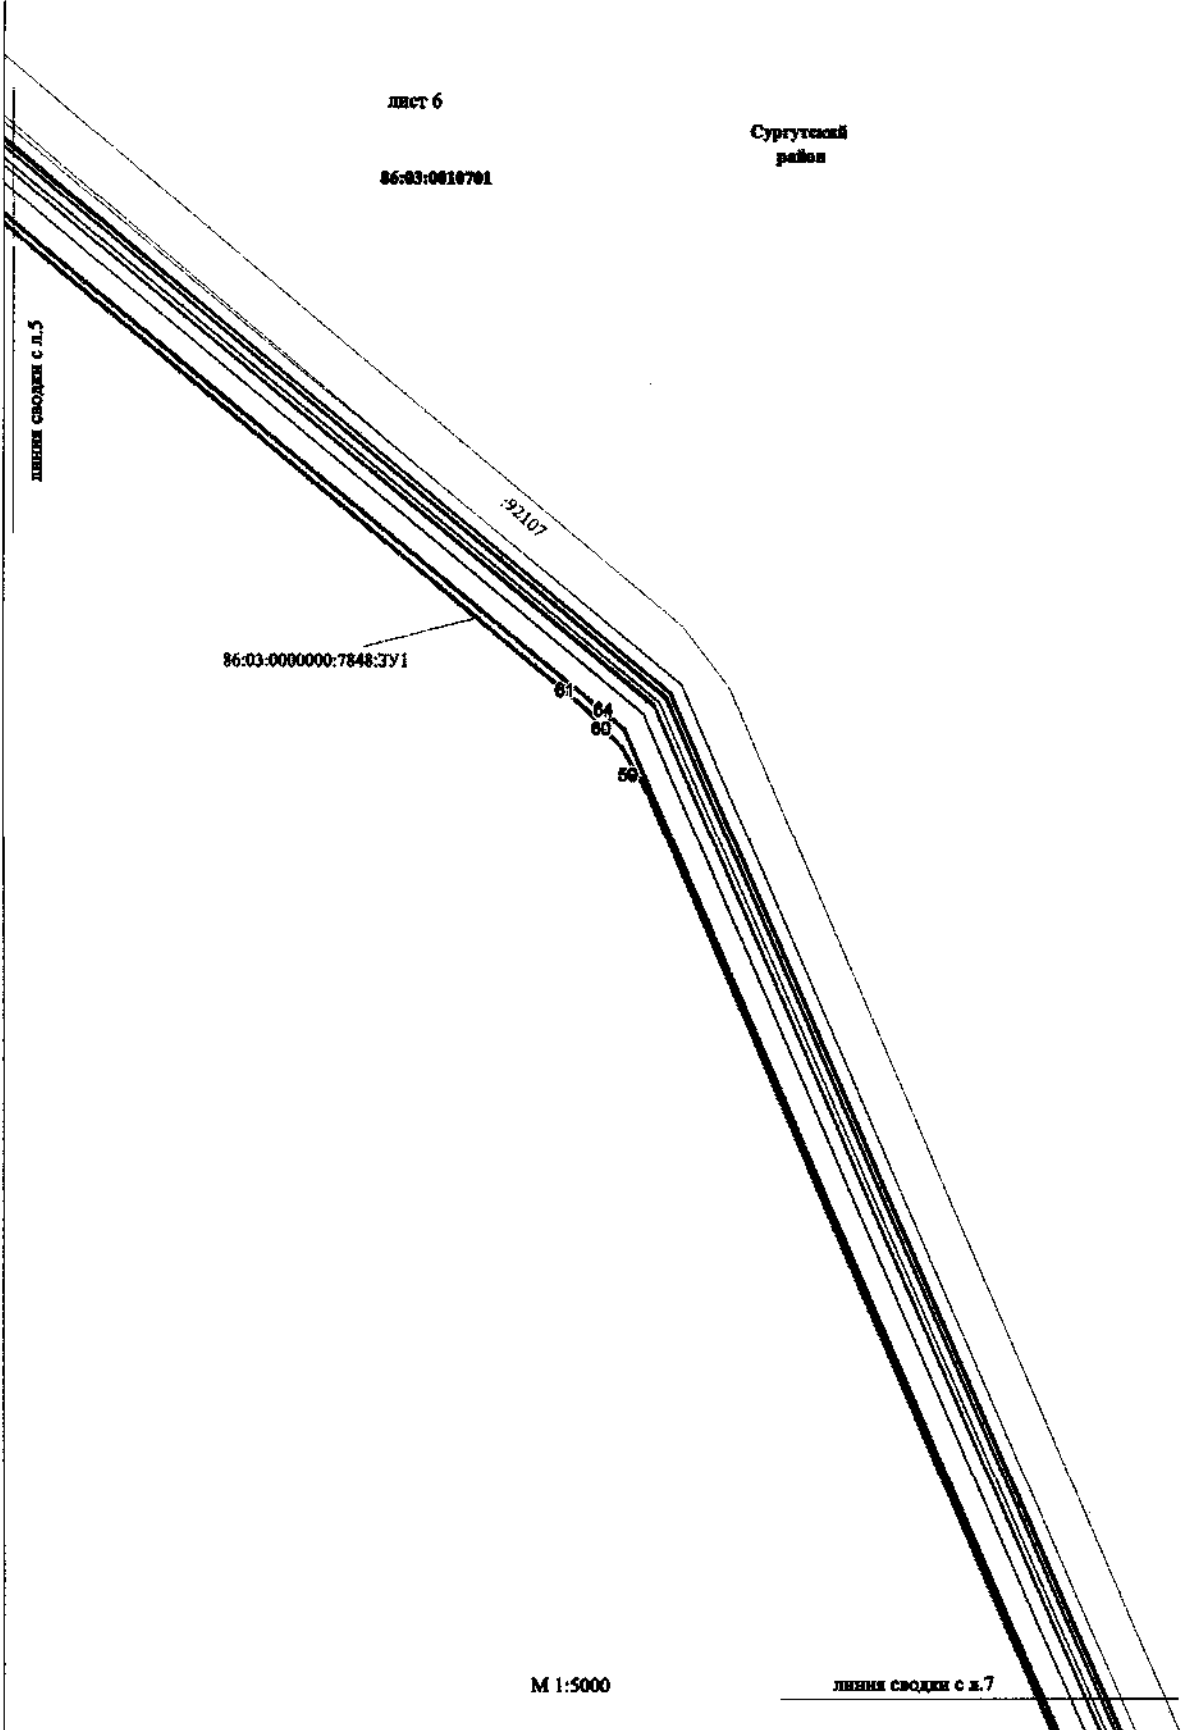 лист 6
Сургутский
район
86:03:0010701
линия сводки с л.5
:92107
86:03:0000000:7848:ЗУ1
61
64
60
59
М 1:5000
линия сводки с л.7